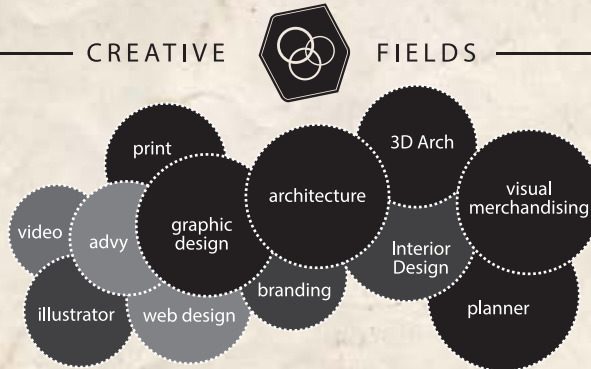 CREATIVE FIELDS
print
3D Arch
architecture
visual
merchandising
video
advy
graphic
design
Interior
Design
branding
illustrator
web design
planner